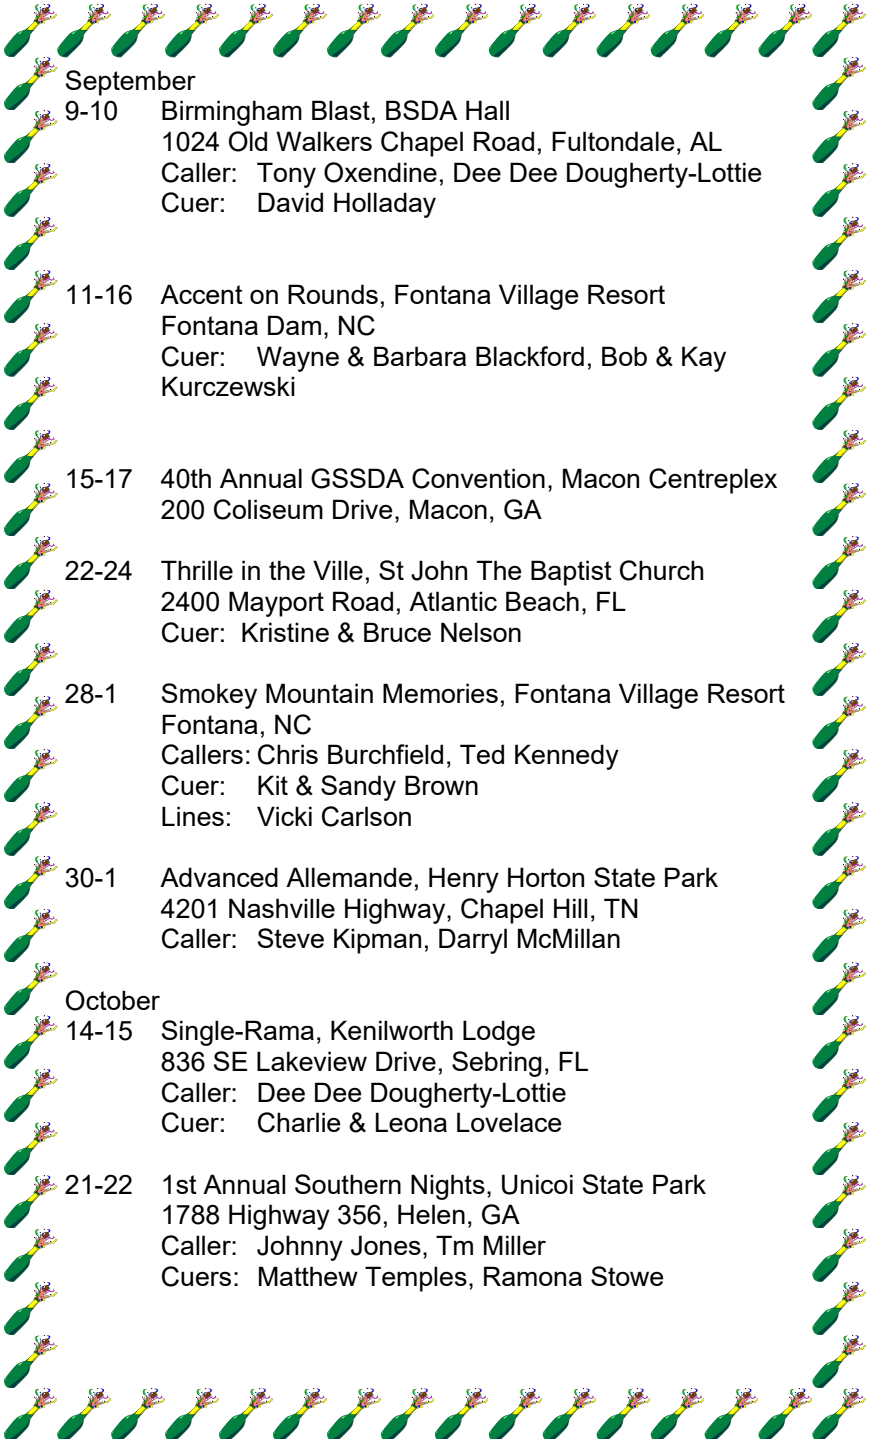 September
9-10 Birmingham Blast, BSDA Hall
1024 Old Walkers Chapel Road, Fultondale, AL
Caller: Tony Oxendine, Dee Dee Dougherty-Lottie
Cuer: David Holladay
11-16 Accent on Rounds, Fontana Village Resort
Fontana Dam, NC
Cuer: Wayne & Barbara Blackford, Bob & Kay
Kurczewski
15-17 40th Annual GSSDA Convention, Macon Centreplex
200 Coliseum Drive, Macon, GA
22-24 Thrille in the Ville, St John The Baptist Church
2400 Mayport Road, Atlantic Beach, FL
Cuer: Kristine & Bruce Nelson
28-1 Smokey Mountain Memories, Fontana Village Resort
Fontana, NC
Callers: Chris Burchfield, Ted Kennedy
Cuer: Kit & Sandy Brown
Lines: Vicki Carlson
30-1 Advanced Allemande, Henry Horton State Park
4201 Nashville Highway, Chapel Hill, TN
Caller: Steve Kipman, Darryl McMillan
October
14-15 Single-Rama, Kenilworth Lodge
836 SE Lakeview Drive, Sebring, FL
Caller: Dee Dee Dougherty-Lottie
Cuer: Charlie & Leona Lovelace
21-22 1st Annual Southern Nights, Unicoi State Park
1788 Highway 356, Helen, GA
Caller: Johnny Jones, Tm Miller
Cuers: Matthew Temples, Ramona Stowe